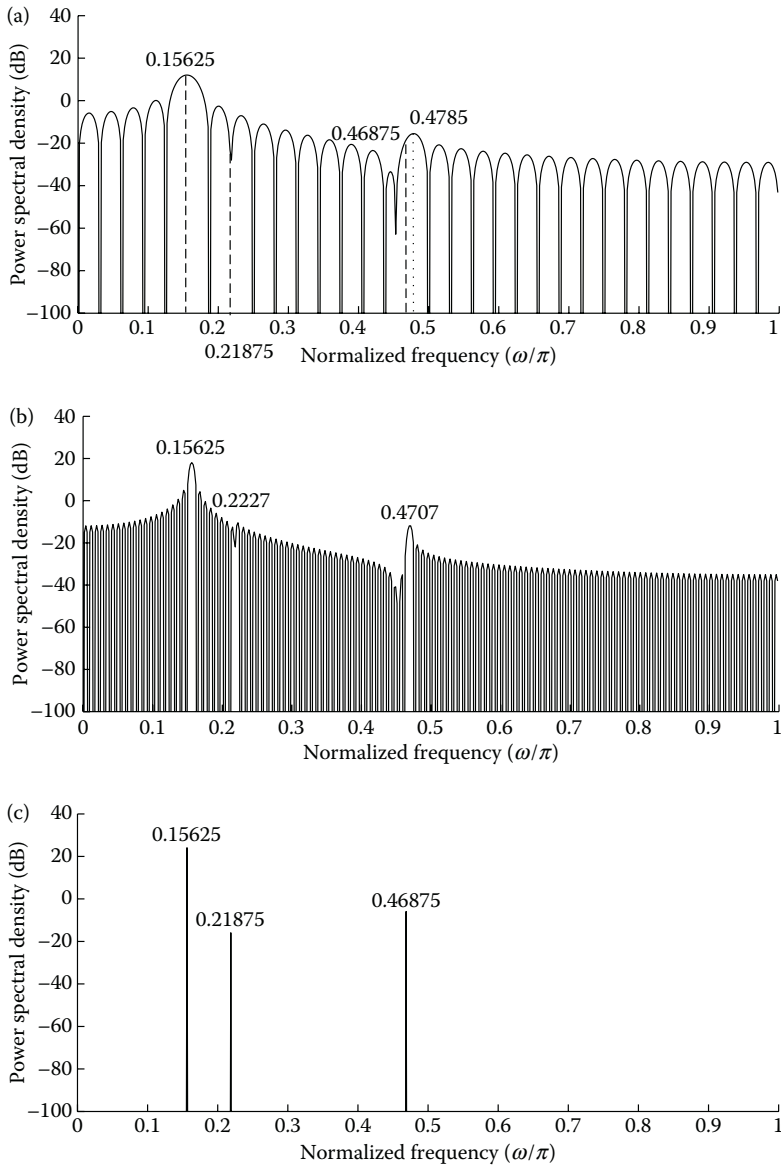 (a)
Power spectral density (dB)
40
20
0
−20
−40
−60
−80
−100
0.15625
0.46875
0.4785
0 0.1 0.2 0.3 0.4 0.5 0.6 0.7 0.8 0.9 1
0.21875
Normalized frequency (ω/π)
(b)
Power spectral density (dB)
40
20
0
−20
−40
−60
−80
−100
0.15625
0.2227
0.4707
0 0.1 0.2 0.3 0.4 0.5 0.6 0.7 0.8 0.9 1
Normalized frequency (ω/π)
(c)
Power spectral density (dB)
40
20
0
−20
−40
−60
−80
−100
0.15625
0.21875
0.46875
0 0.1 0.2 0.3 0.4 0.5 0.6 0.7 0.8 0.9 1
Normalized frequency (ω/π)